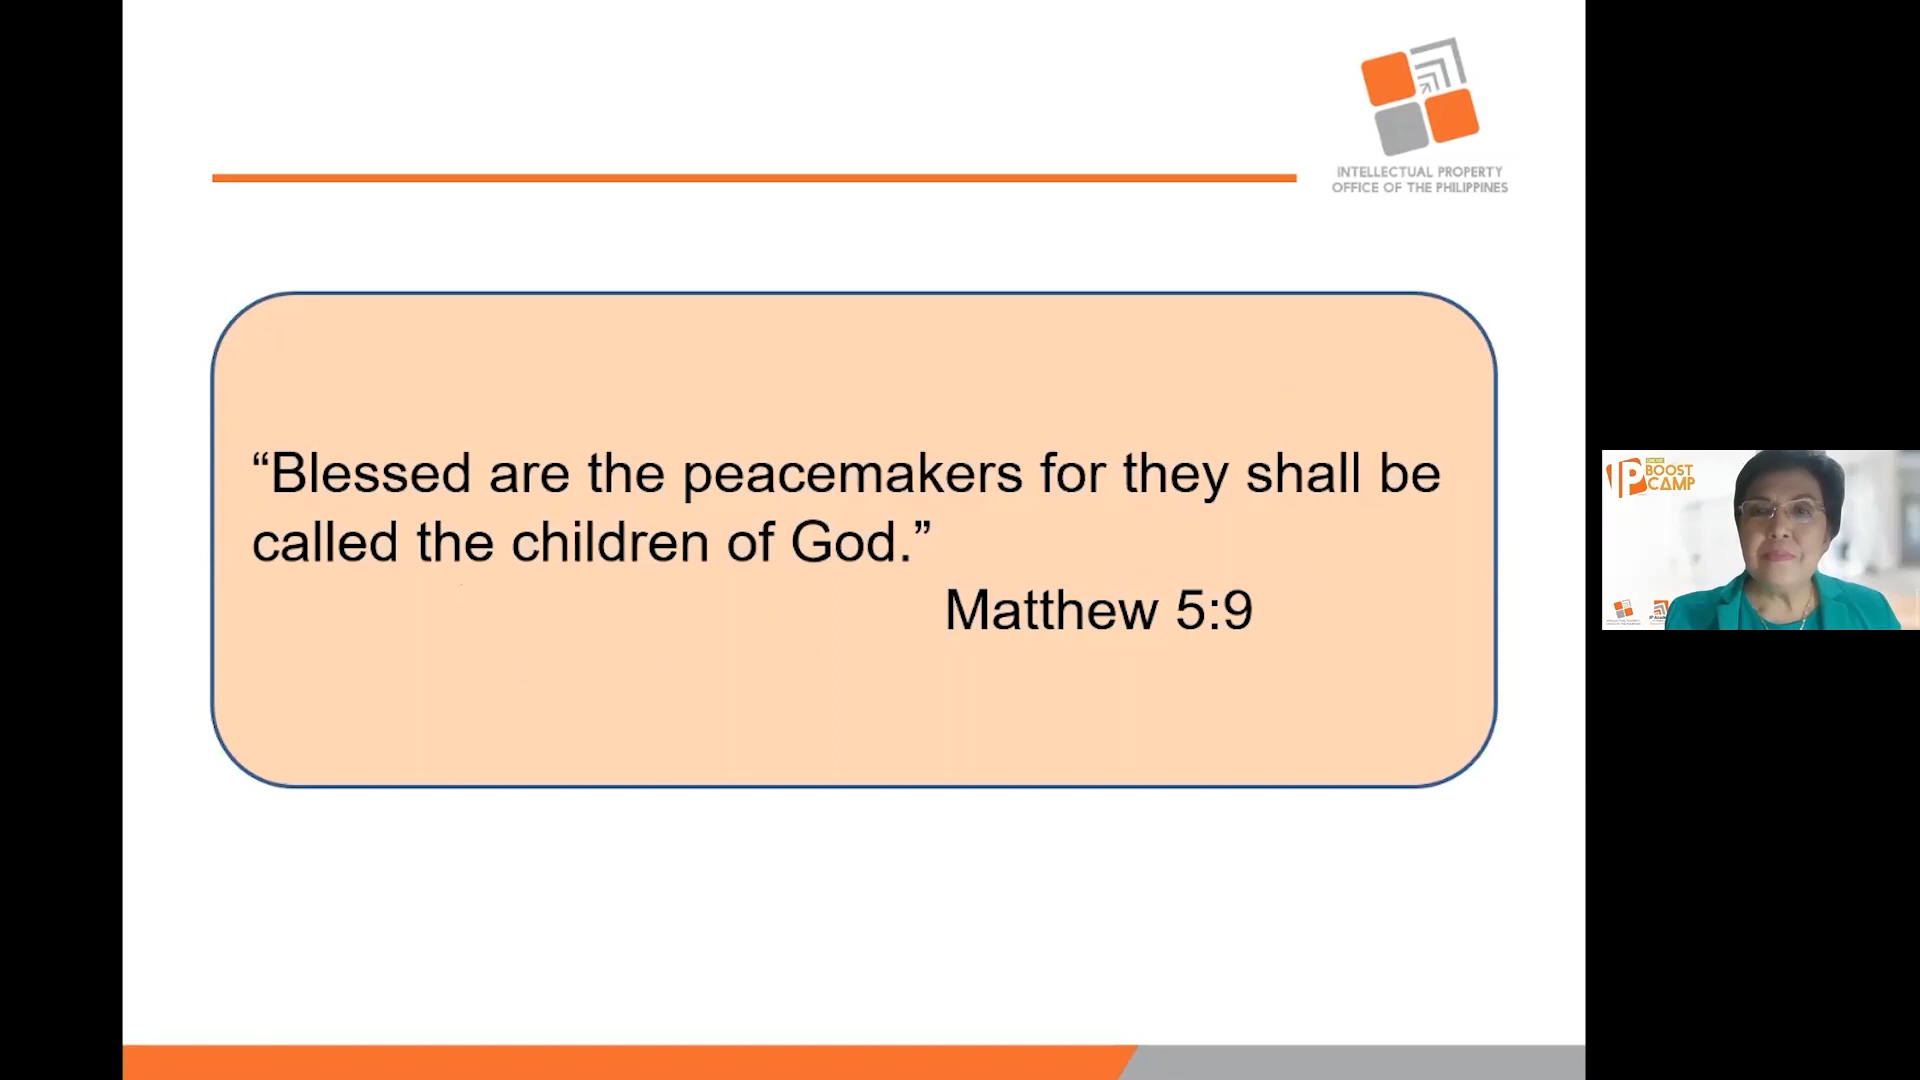 INTELLECTUAL PROPERTY
OFFICE OF THE PHILIPPINES
“Blessed are the peacemakers for they shall be
called the children of God.”
Matthew 5:9
IP BOOST
CAMP